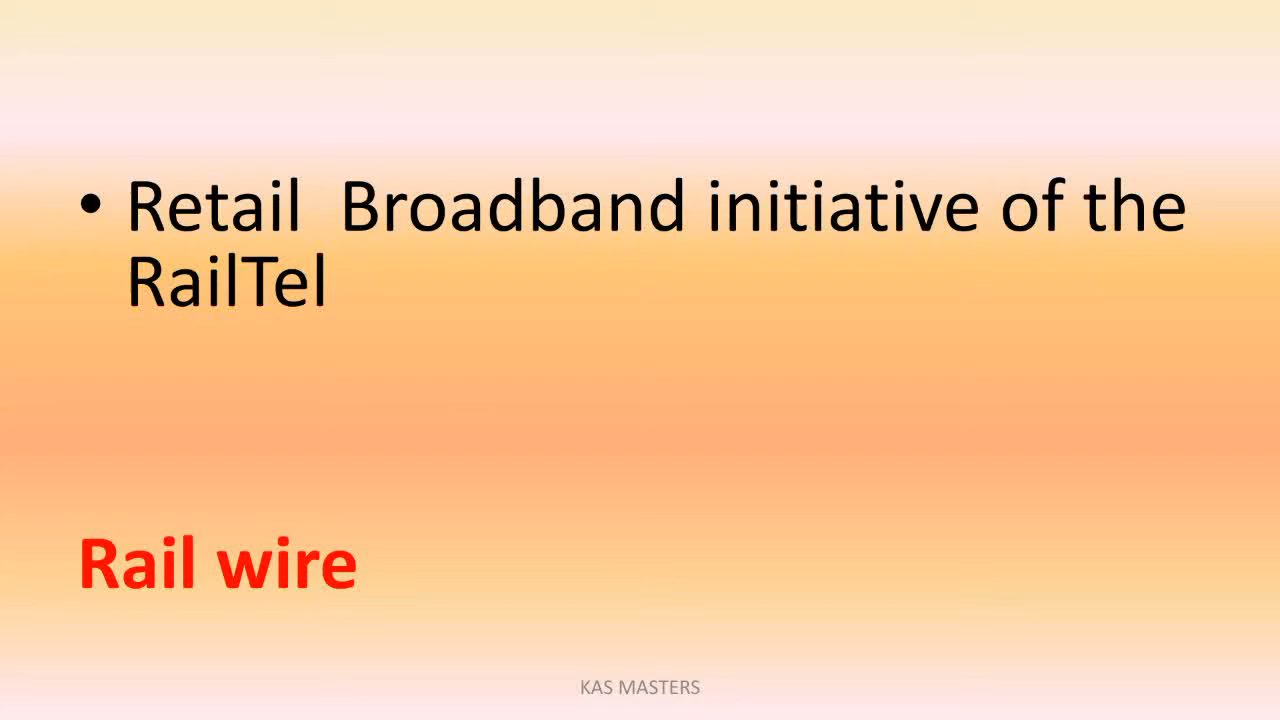 • Retail  Broadband initiative of the
RailTel
Rail wire
KAS MASTERS